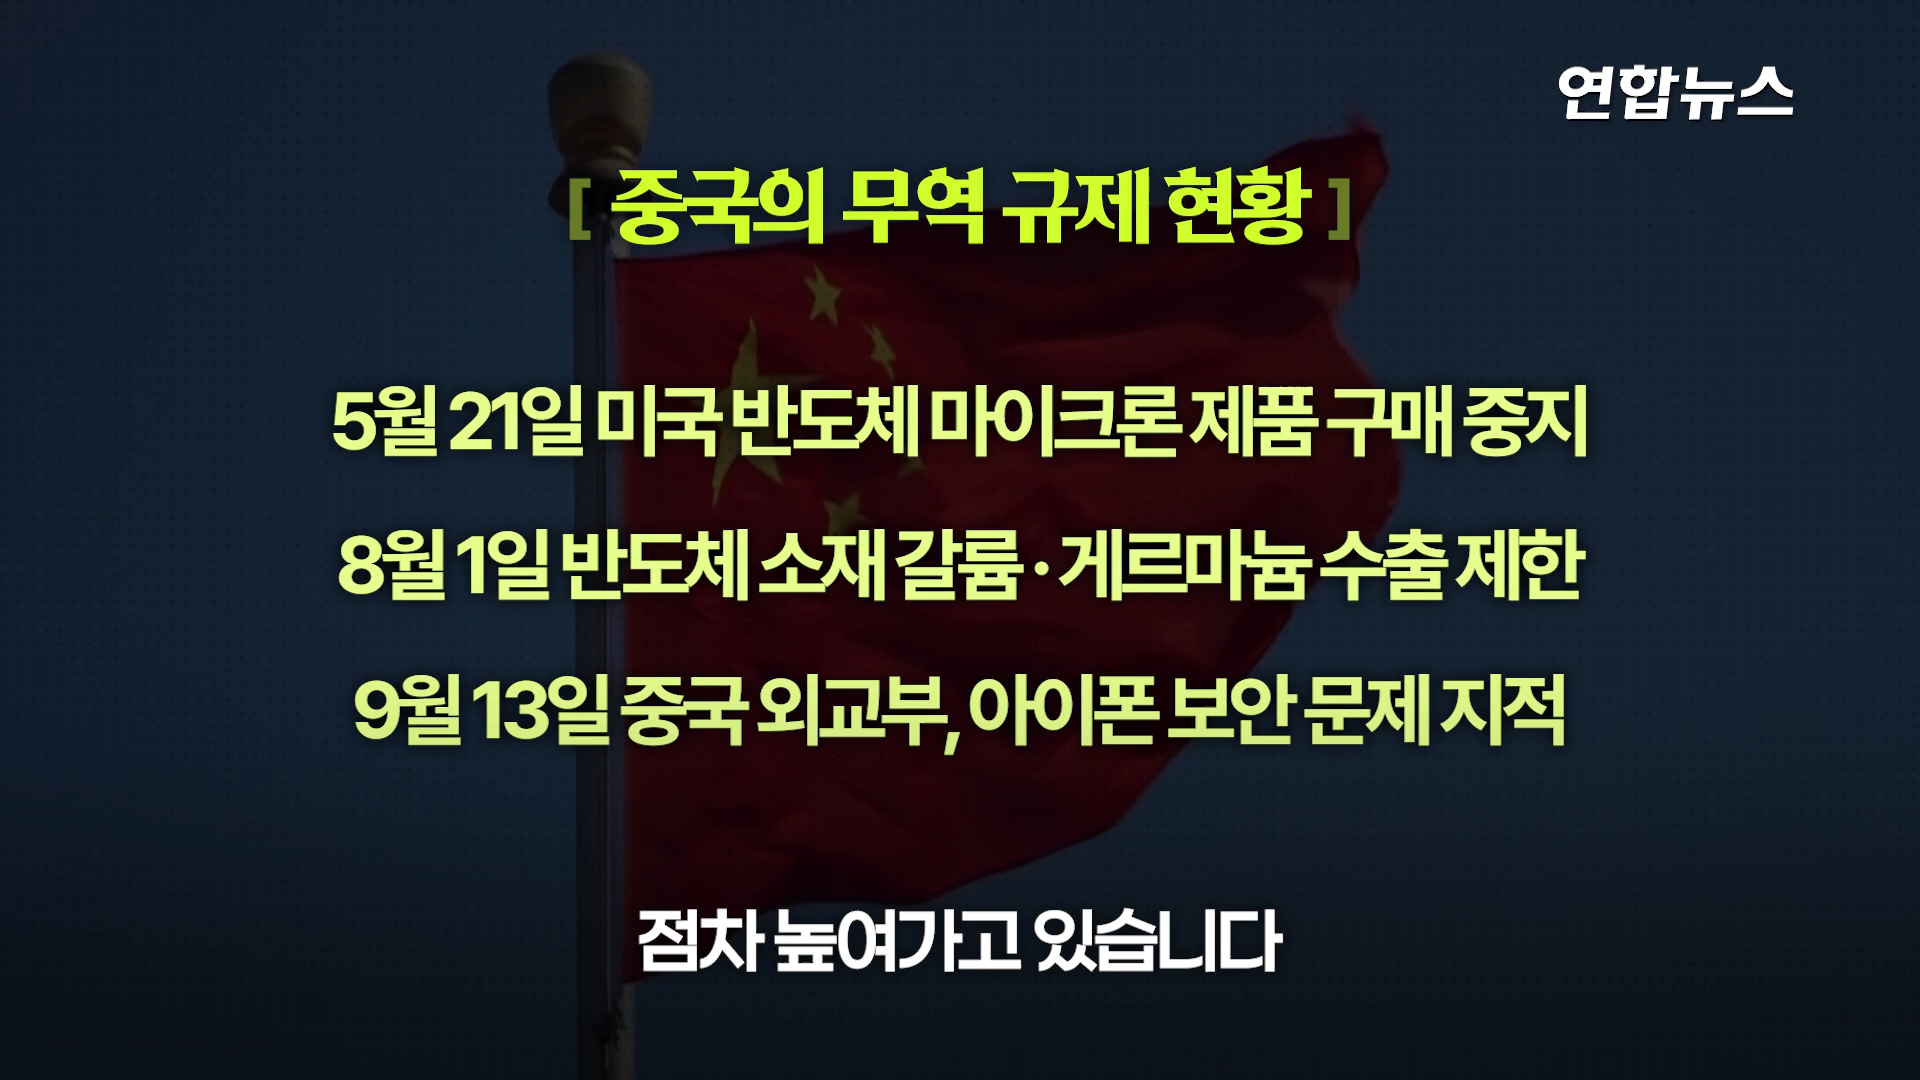 연합뉴스
[ 중국의 무역 규제 현황 ]
5월 21일 미국 반도체 마이크론 제품 구매 중지
8월 1일 반도체 소재 갈륨·게르마늄 수출 제한
9월 13일 중국 외교부, 아이폰 보안 문제 지적
점차 높여가고 있습니다